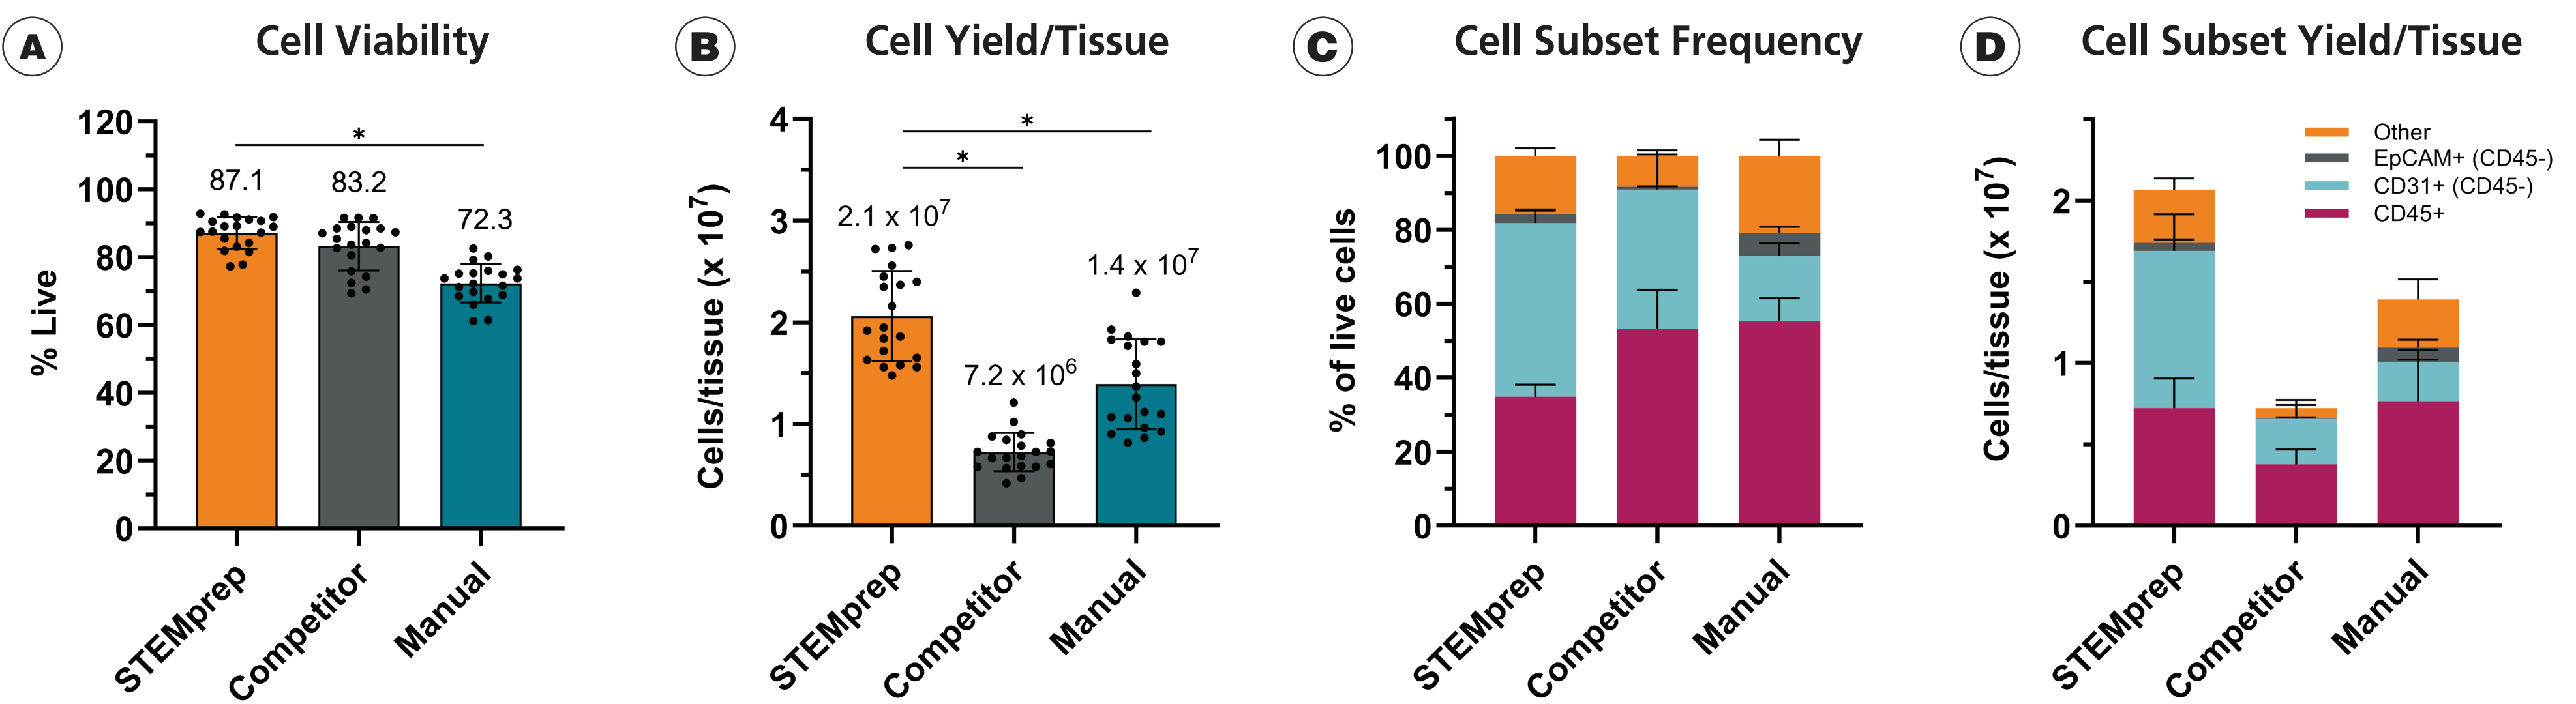 A Cell Viability
% Live
120
100
80
60
40
20
0
*
87.1
83.2
72.3
STEMprep
Competitor
Manual
B Cell Yield/Tissue
Cells/tissue (x 10⁷)
4
3
2
1
0
*
*
2.1 x 10⁷
7.2 x 10⁶
1.4 x 10⁷
STEMprep
Competitor
Manual
C Cell Subset Frequency
% of live cells
100
80
60
40
20
0
STEMprep
Competitor
Manual
D Cell Subset Yield/Tissue
Cells/tissue (x 10⁷)
2
1
0
Other
EpCAM+ (CD45-)
CD31+ (CD45-)
CD45+
STEMprep
Competitor
Manual